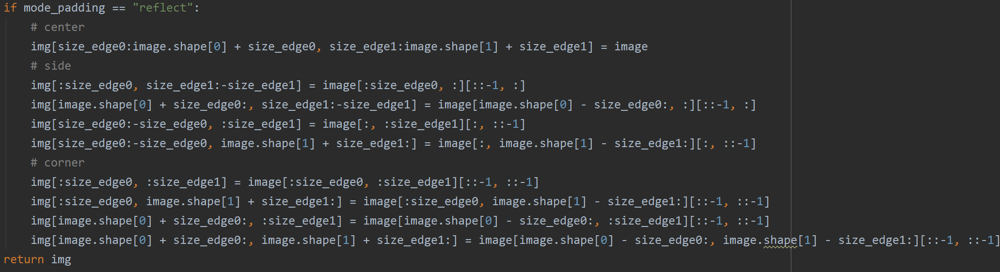 if mode_padding == "reflect":
    # center
    img[size_edge0:image.shape[0] + size_edge0, size_edge1:image.shape[1] + size_edge1] = image
    # side
    img[:size_edge0, size_edge1:-size_edge1] = image[:size_edge0, :][::-1, :]
    img[image.shape[0] + size_edge0:, size_edge1:-size_edge1] = image[image.shape[0] - size_edge0:, :][::-1, :]
    img[size_edge0:-size_edge0, :size_edge1] = image[:, :size_edge1][:, ::-1]
    img[size_edge0:-size_edge0, image.shape[1] + size_edge1:] = image[:, image.shape[1] - size_edge1:][:, ::-1]
    # corner
    img[:size_edge0, :size_edge1] = image[:size_edge0, :size_edge1][::-1, ::-1]
    img[:size_edge0, image.shape[1] + size_edge1:] = image[:size_edge0, image.shape[1] - size_edge1:][::-1, ::-1]
    img[image.shape[0] + size_edge0:, :size_edge1] = image[image.shape[0] - size_edge0:, :size_edge1][::-1, ::-1]
    img[image.shape[0] + size_edge0:, image.shape[1] + size_edge1:] = image[image.shape[0] - size_edge0:, image.shape[1] - size_edge1:][::-1, ::-1]
return img